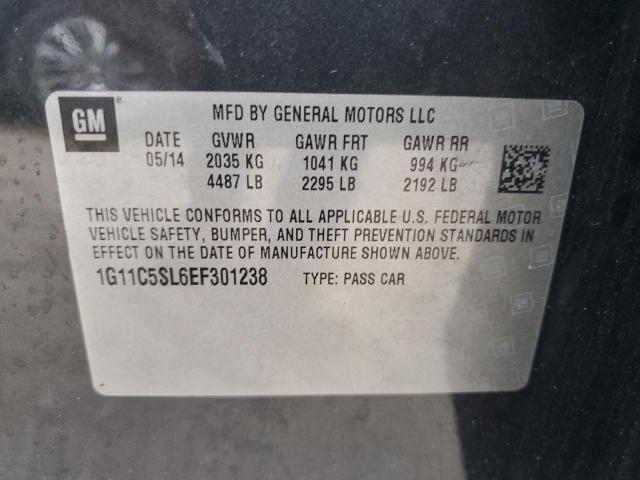 GM
MFD BY GENERAL MOTORS LLC
DATE GVWR GAWR FRT GAWR RR
05/14 2035 KG 1041 KG 994 KG
4487 LB 2295 LB 2192 LB
THIS VEHICLE CONFORMS TO ALL APPLICABLE U.S. FEDERAL MOTOR
VEHICLE SAFETY, BUMPER, AND THEFT PREVENTION STANDARDS IN
EFFECT ON THE DATE OF MANUFACTURE SHOWN ABOVE.
1G11C5SL6EF301238 TYPE: PASS CAR